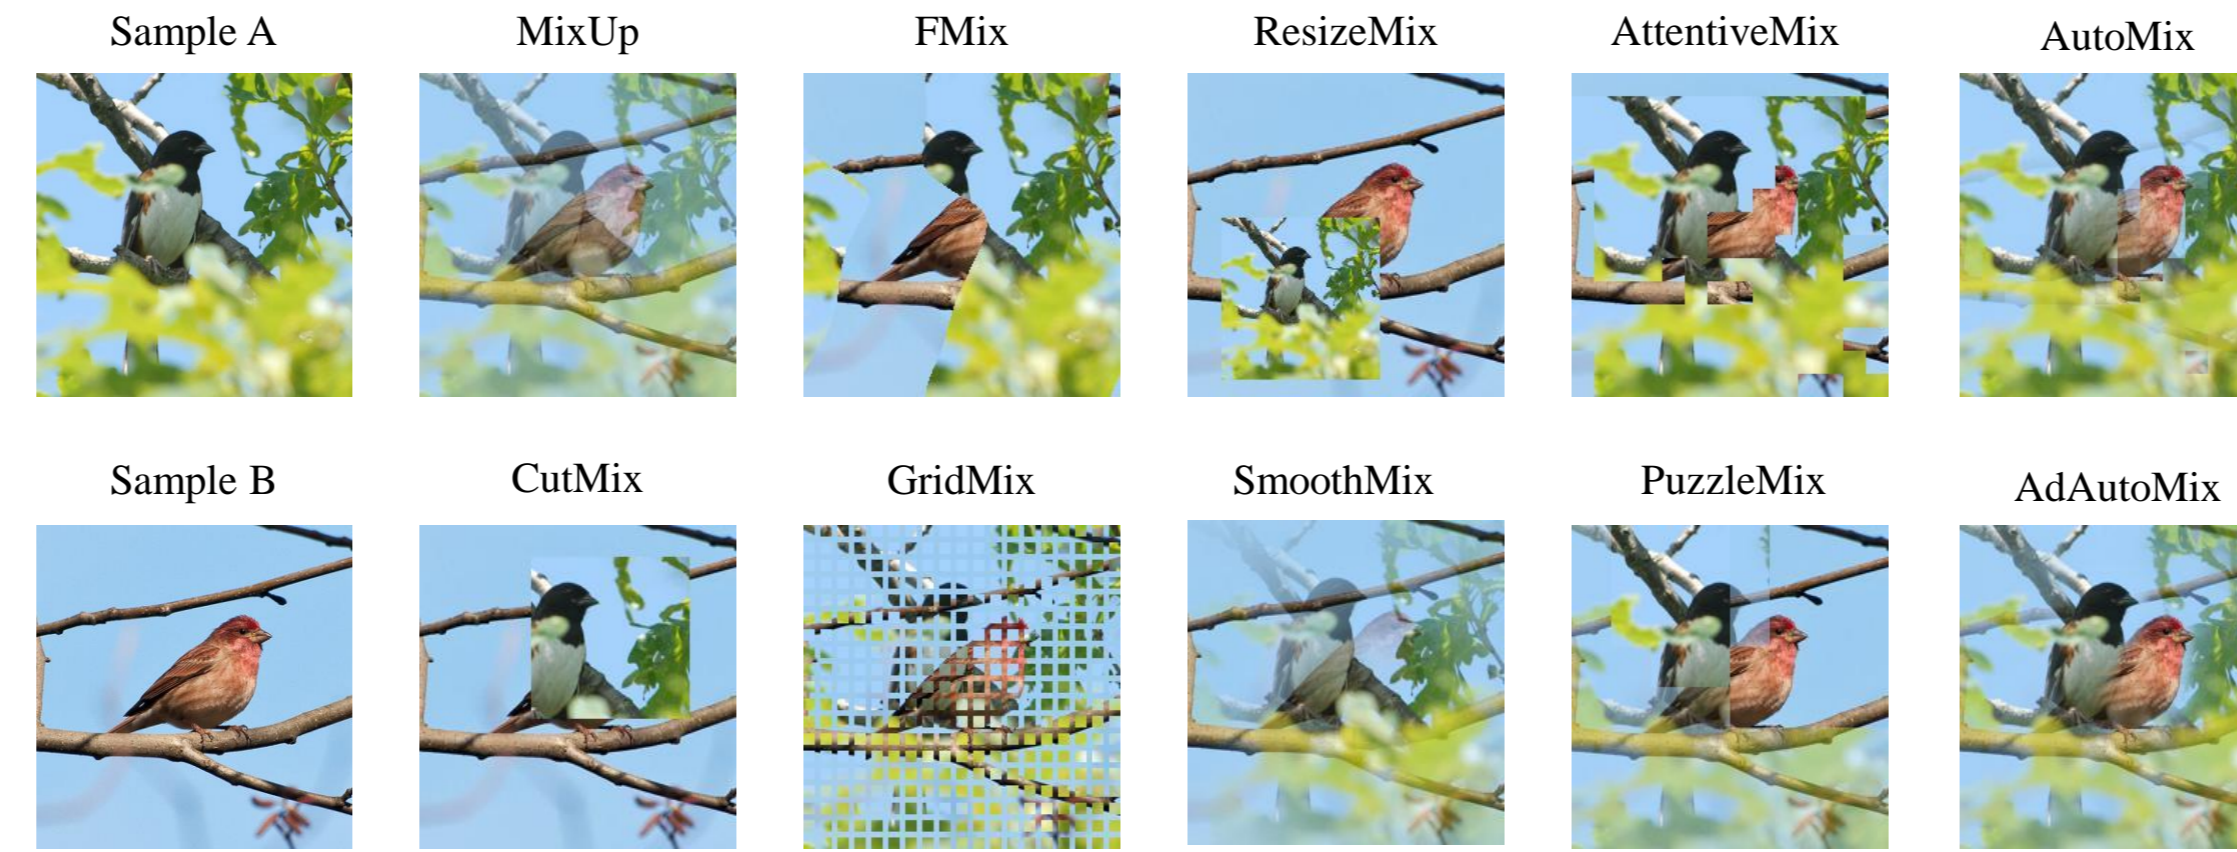 Sample A
MixUp
FMix
ResizeMix
AttentiveMix
AutoMix
Sample B
CutMix
GridMix
SmoothMix
PuzzleMix
AdAutoMix